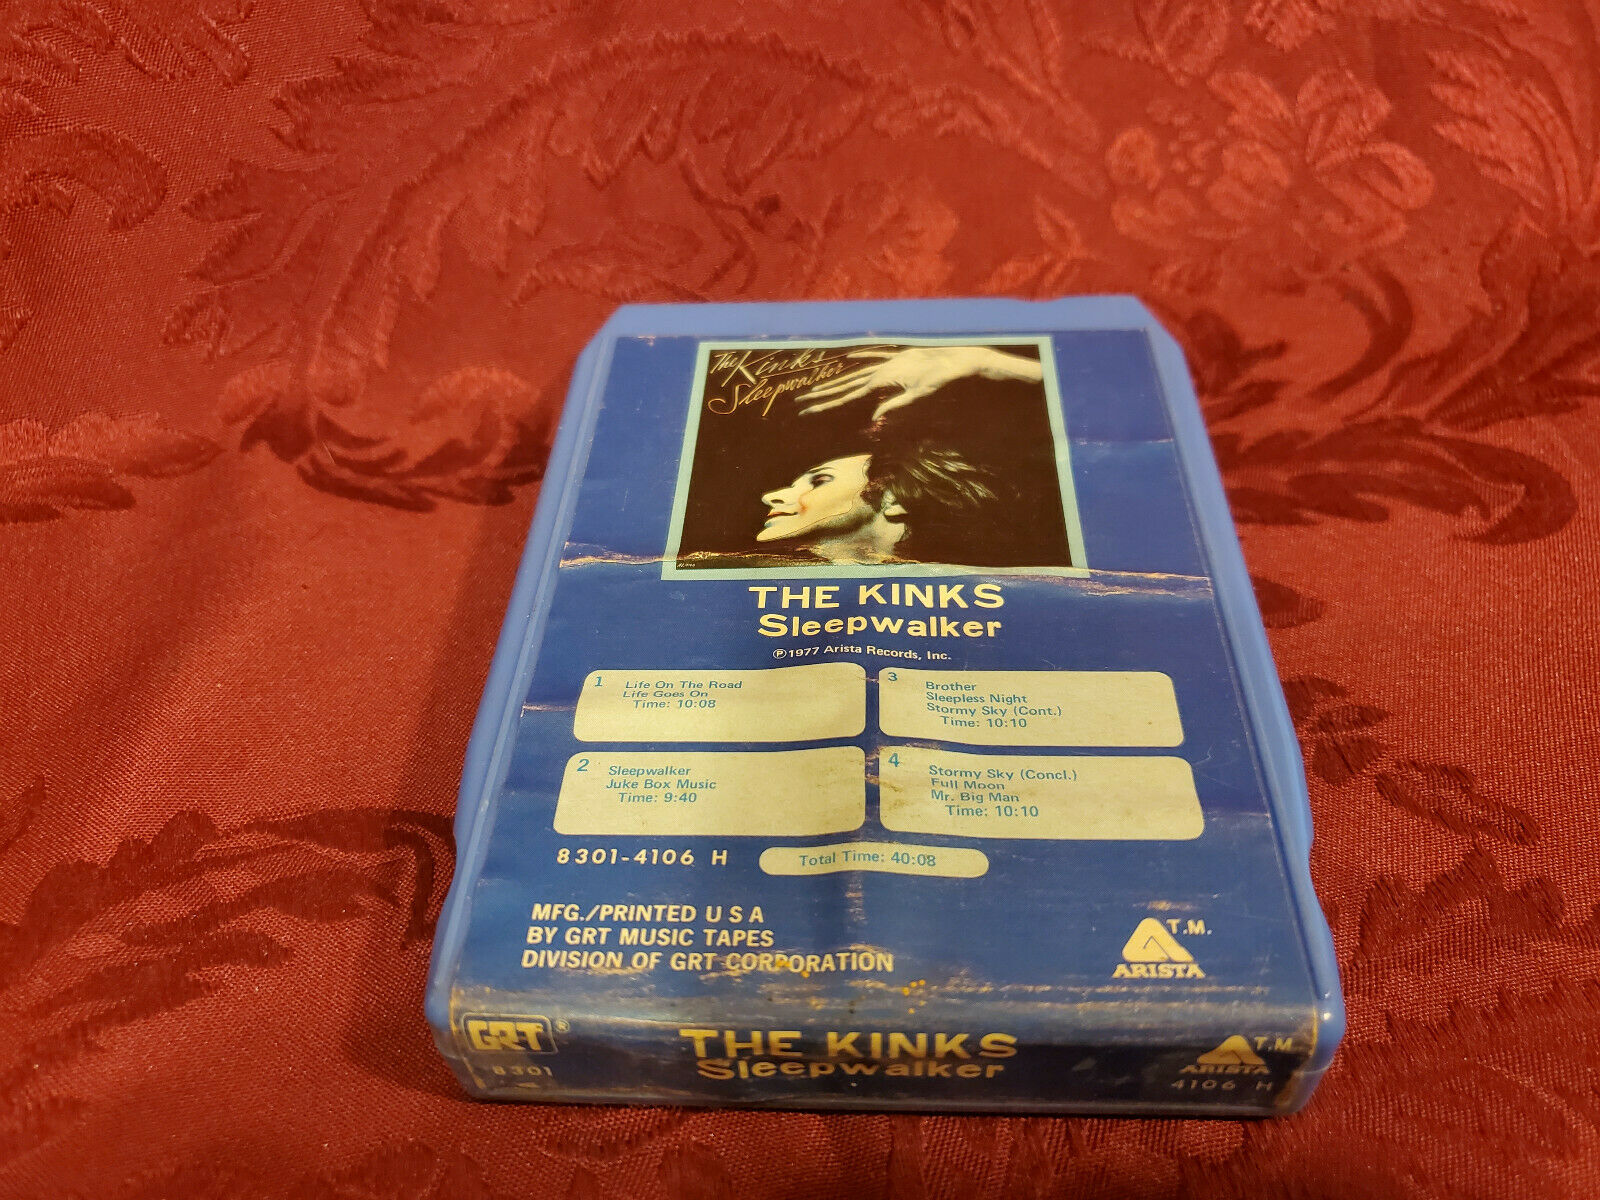 The Kinks
Sleepwalker
THE KINKS
Sleepwalker
℗1977 Arista Records, Inc.
1 Life On The Road
Life Goes On
Time: 10:08
2 Sleepwalker
Juke Box Music
Time: 9:40
3 Brother
Sleepless Night
Stormy Sky (Cont.)
Time: 10:10
4 Stormy Sky (Concl.)
Full Moon
Mr. Big Man
Time: 10:10
8301-4106 H
Total Time: 40:08
MFG./PRINTED U S A
BY GRT MUSIC TAPES
DIVISION OF GRT CORPORATION
T.M.
ARISTA
GRT®
8301
THE KINKS
Sleepwalker
T.M.
ARISTA
4106 H